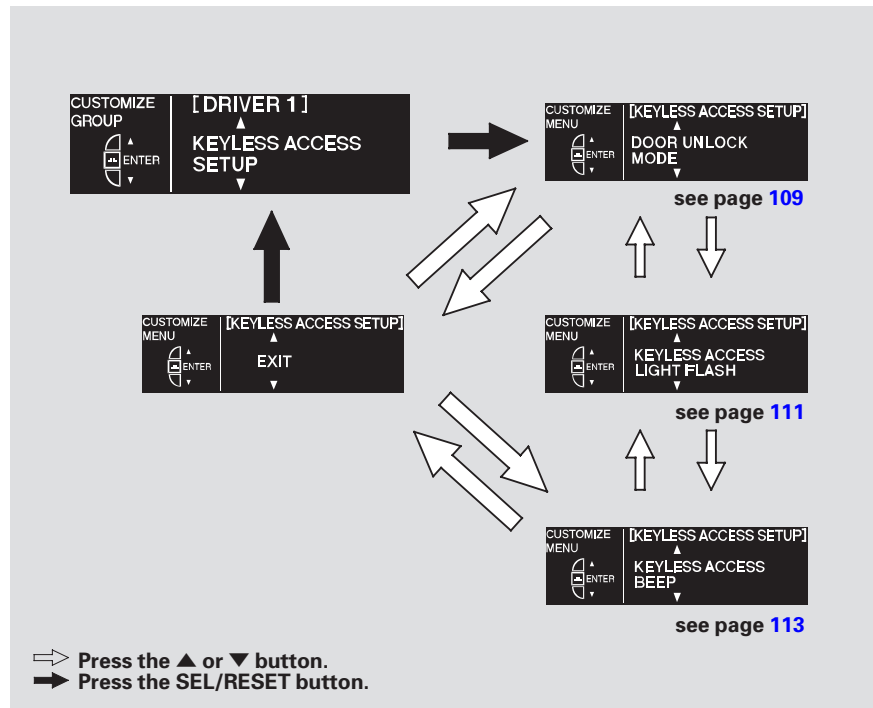 CUSTOMIZE
GROUP
ENTER
[DRIVER 1]
▲
KEYLESS ACCESS
SETUP
▼
CUSTOMIZE
MENU
ENTER
[KEYLESS ACCESS SETUP]
▲
DOOR UNLOCK
MODE
▼
see page 109
CUSTOMIZE
MENU
ENTER
[KEYLESS ACCESS SETUP]
▲
EXIT
▼
CUSTOMIZE
MENU
ENTER
[KEYLESS ACCESS SETUP]
▲
KEYLESS ACCESS
LIGHT FLASH
▼
see page 111
CUSTOMIZE
MENU
ENTER
[KEYLESS ACCESS SETUP]
▲
KEYLESS ACCESS
BEEP
▼
see page 113
Press the ▲ or ▼ button.
Press the SEL/RESET button.